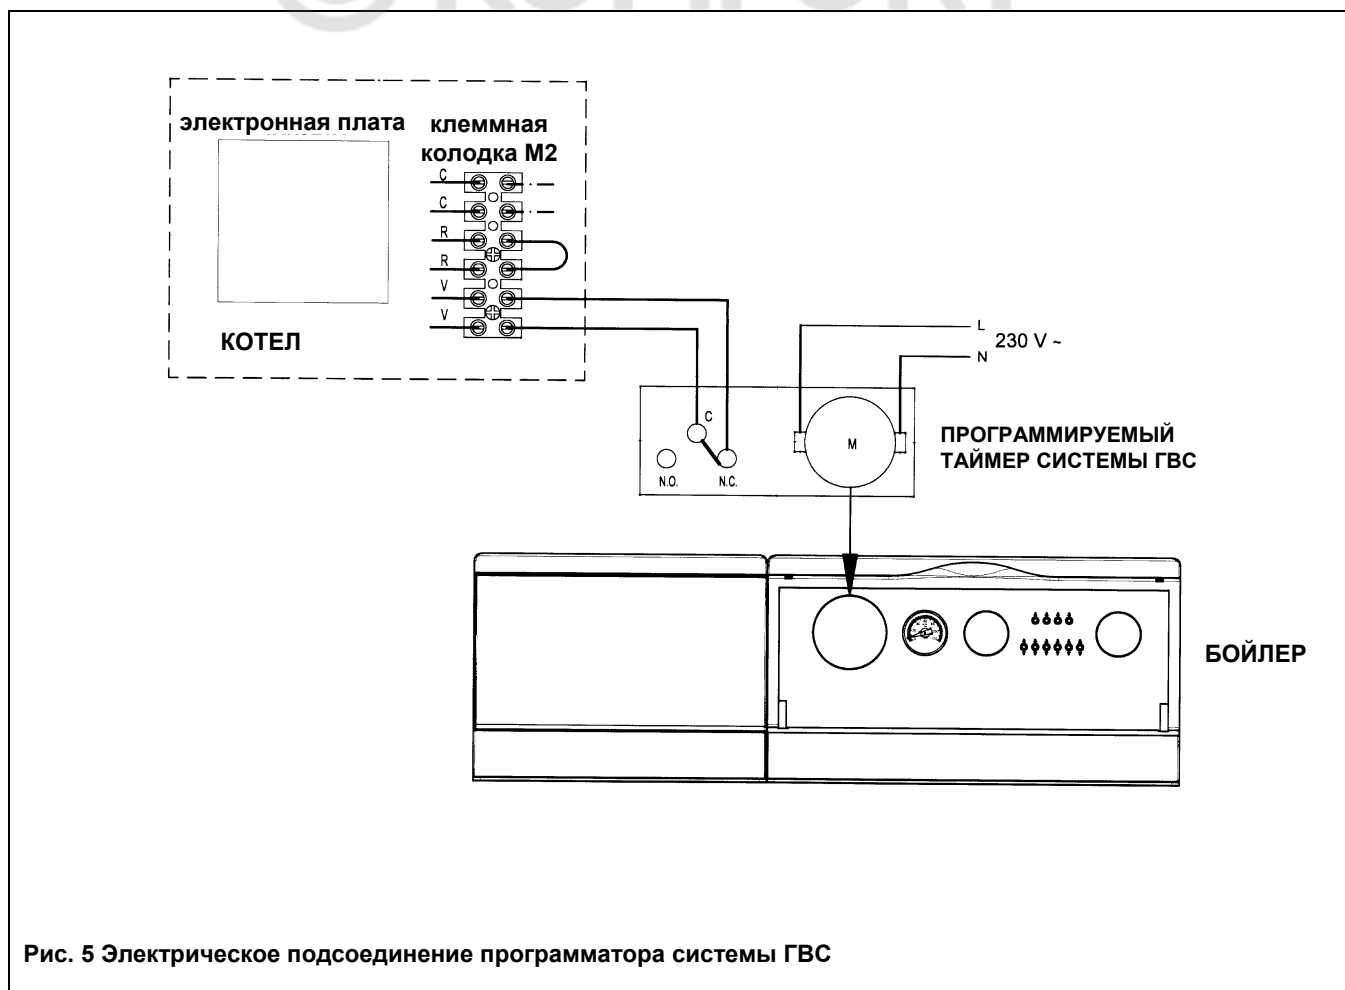 электронная плата
клеммная
колодка М2
C
C
R
R
V
V
КОТЕЛ
L
230 V ~
N
C
M
N.O.
N.C.
ПРОГРАММИРУЕМЫЙ
ТАЙМЕР СИСТЕМЫ ГВС
БОЙЛЕР
Рис. 5 Электрическое подсоединение программатора системы ГВС